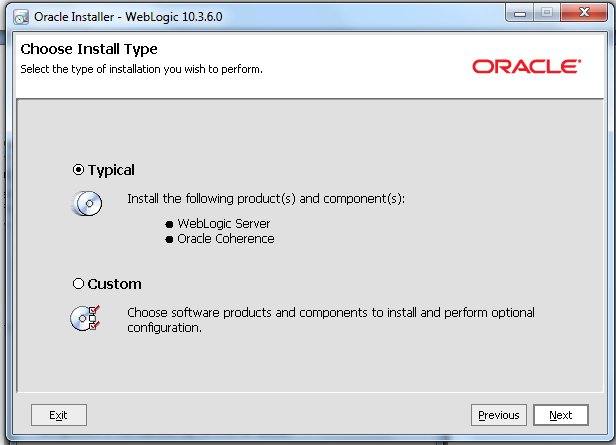 Oracle Installer - WebLogic 10.3.6.0
Choose Install Type
Select the type of installation you wish to perform.
ORACLE
Typical
Install the following product(s) and component(s):
● WebLogic Server
● Oracle Coherence
Custom
Choose software products and components to install and perform optional
configuration.
Exit
Previous
Next